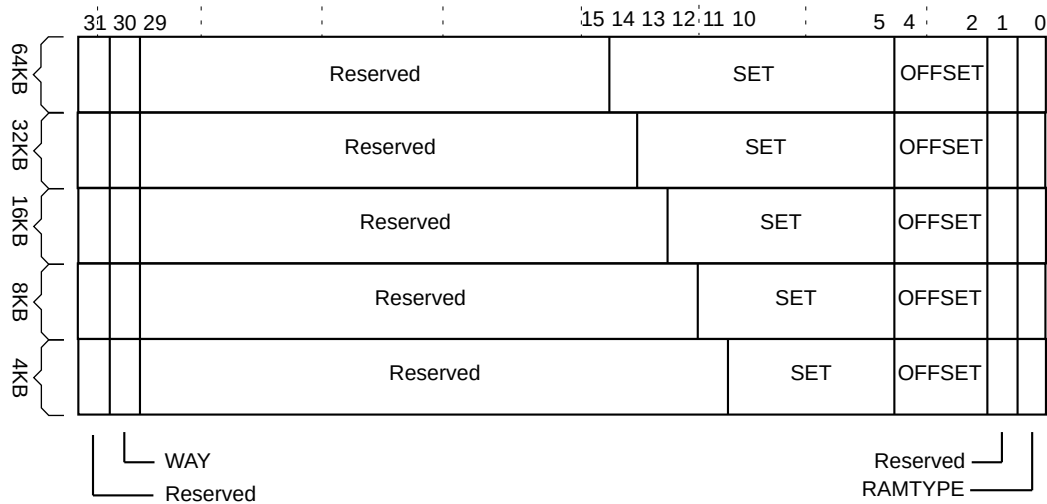 31 30 29 15 14 13 12 11 10 5 4 2 1 0
64KB Reserved SET OFFSET
32KB Reserved SET OFFSET
16KB Reserved SET OFFSET
8KB Reserved SET OFFSET
4KB Reserved SET OFFSET
WAY Reserved
Reserved RAMTYPE